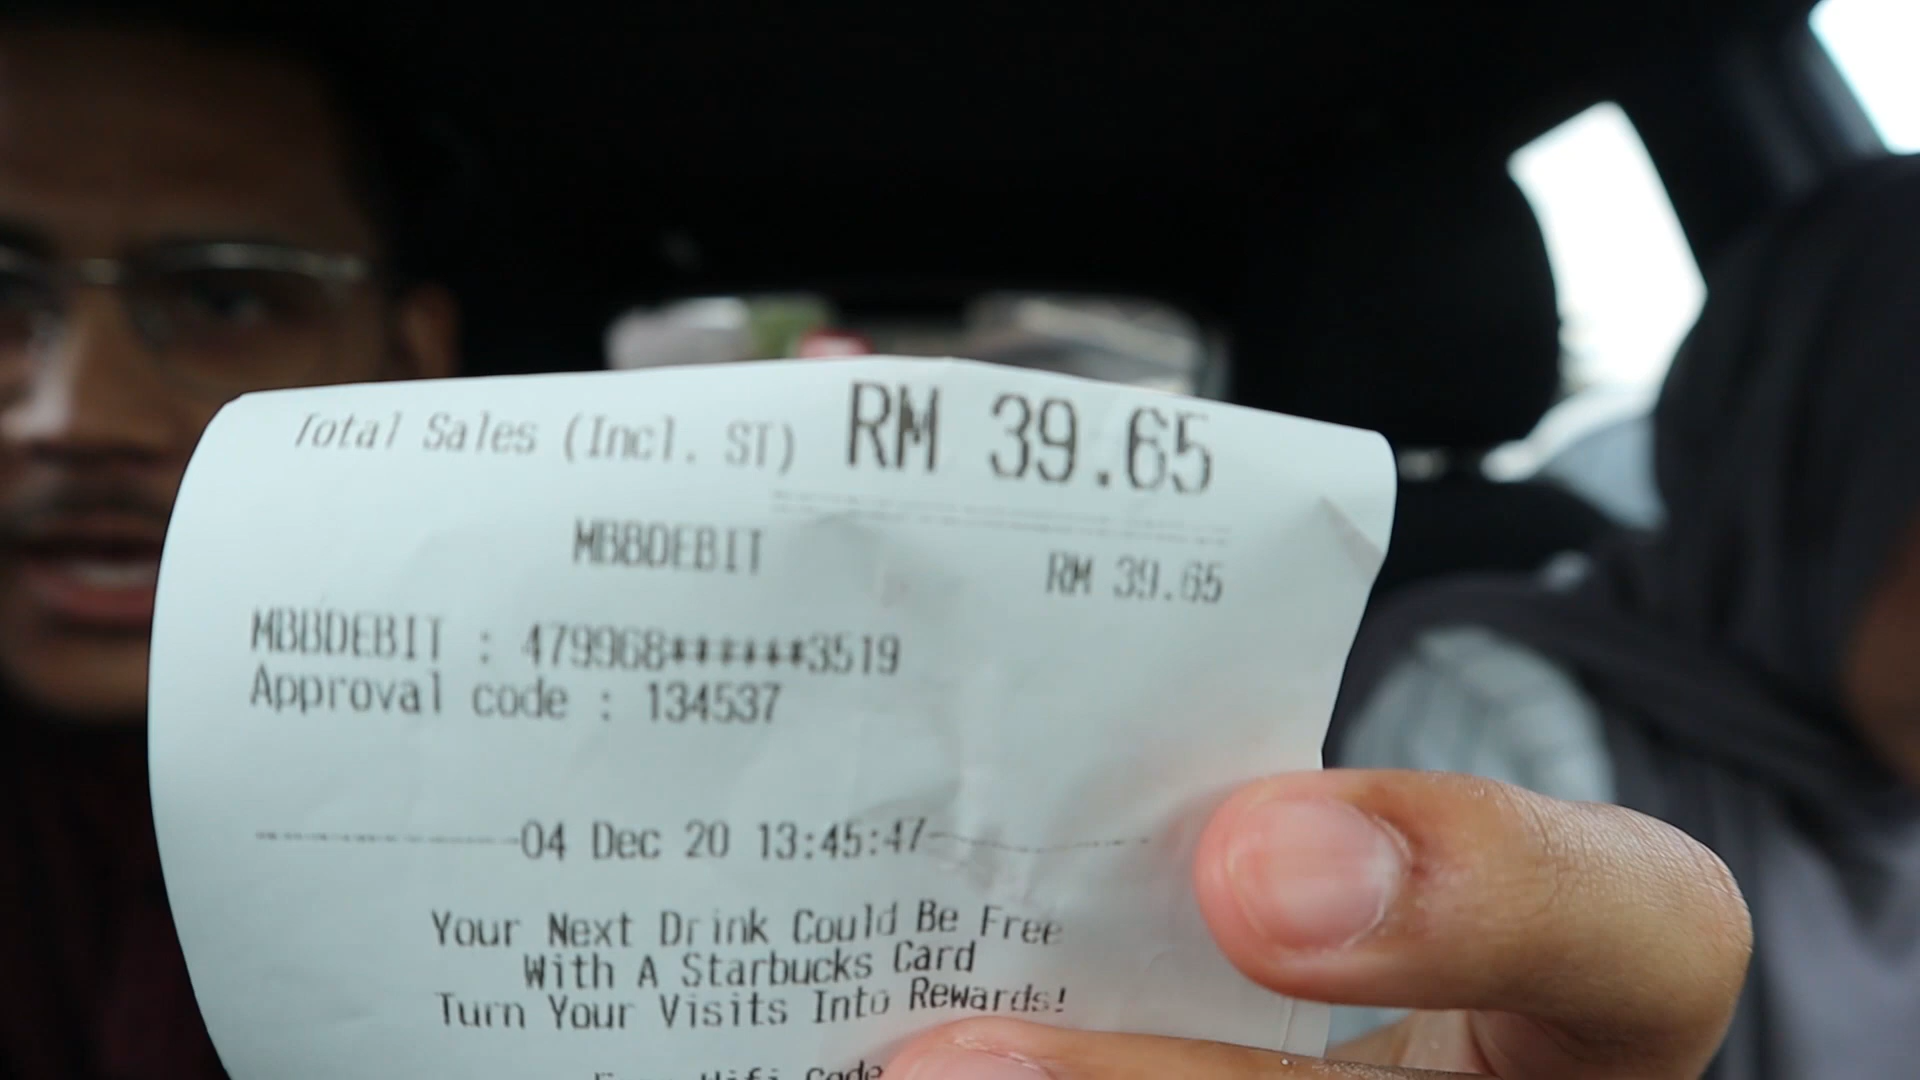 Total Sales (Incl. ST) RM 39.65
MBBDEBIT RM 39.65
MBBDEBIT : 479968******3519
Approval code : 134537
04 Dec 20 13:45:47
Your Next Drink Could Be Free
With A Starbucks Card
Turn Your Visits Into Rewards!
Code